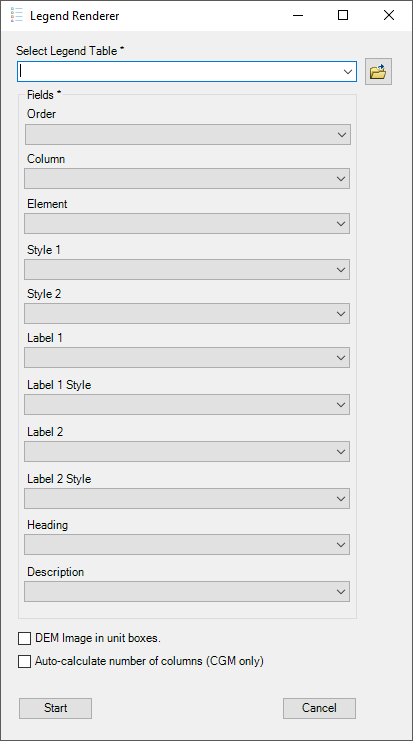 Legend Renderer
Select Legend Table *
Fields *
Order
Column
Element
Style 1
Style 2
Label 1
Label 1 Style
Label 2
Label 2 Style
Heading
Description
DEM Image in unit boxes.
Auto-calculate number of columns (CGM only)
Start Cancel